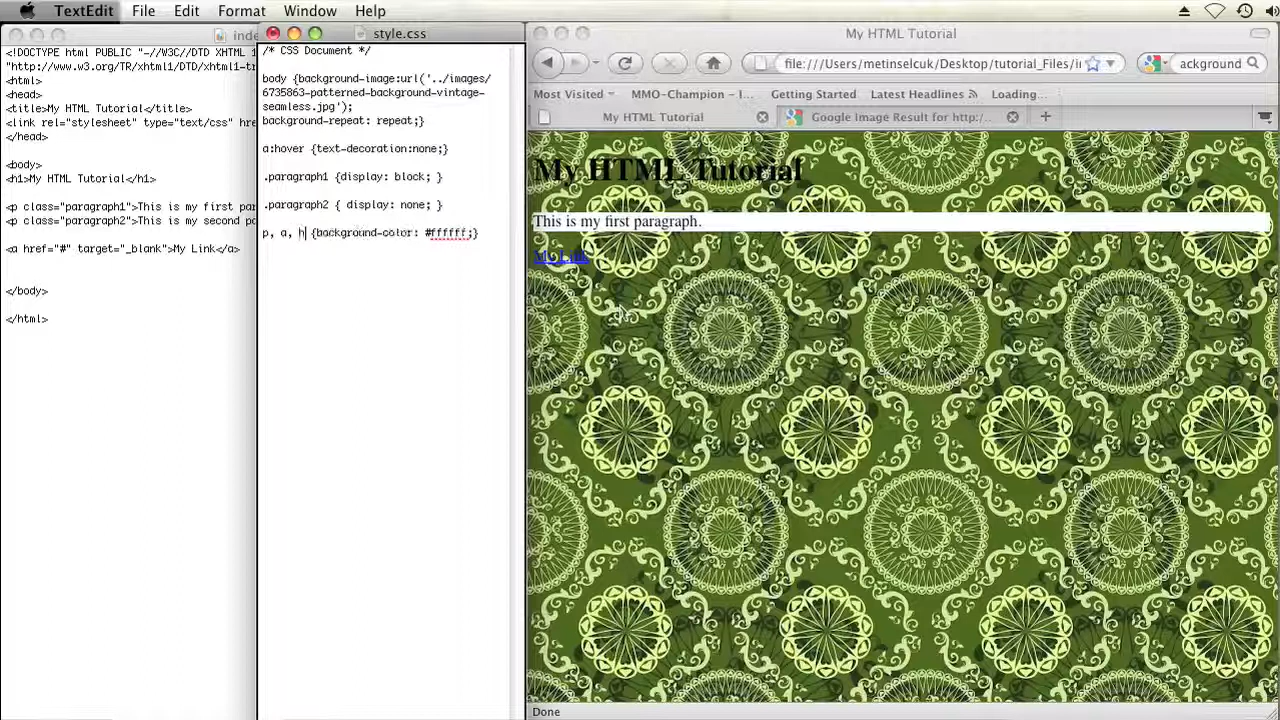 TextEdit File Edit Format Window Help
inde
<!DOCTYPE html PUBLIC "-//W3C//DTD XHTML 1
"http://www.w3.org/TR/xhtml1/DTD/xhtml1-tr
<html>
<head>
<title>My HTML Tutorial</title>
<link rel="stylesheet" type="text/css" hr
</head>
<body>
<h1>My HTML Tutorial</h1>
<p class="paragraph1">This is my first par
<p class="paragraph2">This is my second po
<a href="#" target="_blank">My Link</a>
</body>
</html>
style.css
/* CSS Document */
body {background-image:url('../images/
6735863-patterned-background-vintage-
seamless.jpg');
background-repeat: repeat;}
a:hover {text-decoration:none;}
.paragraph1 {display: block; }
.paragraph2 { display: none; }
p, a, h {background-color: #ffffff;}
My HTML Tutorial
file:///Users/metinselcuk/Desktop/tutorial_Files/i
ackground
Most Visited MMO-Champion - I... Getting Started Latest Headlines Loading...
My HTML Tutorial Google Image Result for http:/...
My HTML Tutorial
This is my first paragraph.
My Link
Done